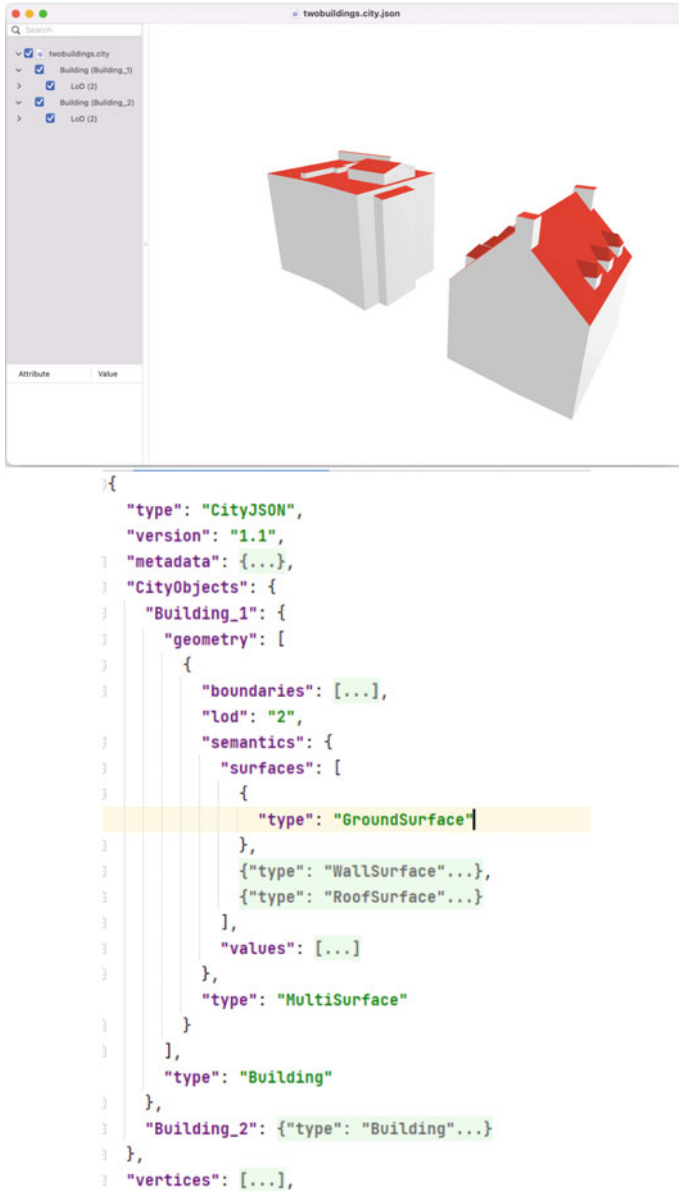 twobuildings.city.json
Search
twobuildings.city
Building (Building_1)
LoD (2)
Building (Building_2)
LoD (2)
Attribute Value
{
"type": "CityJSON",
"version": "1.1",
"metadata": {...},
"CityObjects": {
"Building_1": {
"geometry": [
{
"boundaries": [...],
"lod": "2",
"semantics": {
"surfaces": [
{
"type": "GroundSurface"
},
{"type": "WallSurface"...},
{"type": "RoofSurface"...}
],
"values": [...]
},
"type": "MultiSurface"
}
],
"type": "Building"
},
"Building_2": {"type": "Building"...}
},
"vertices": [...],